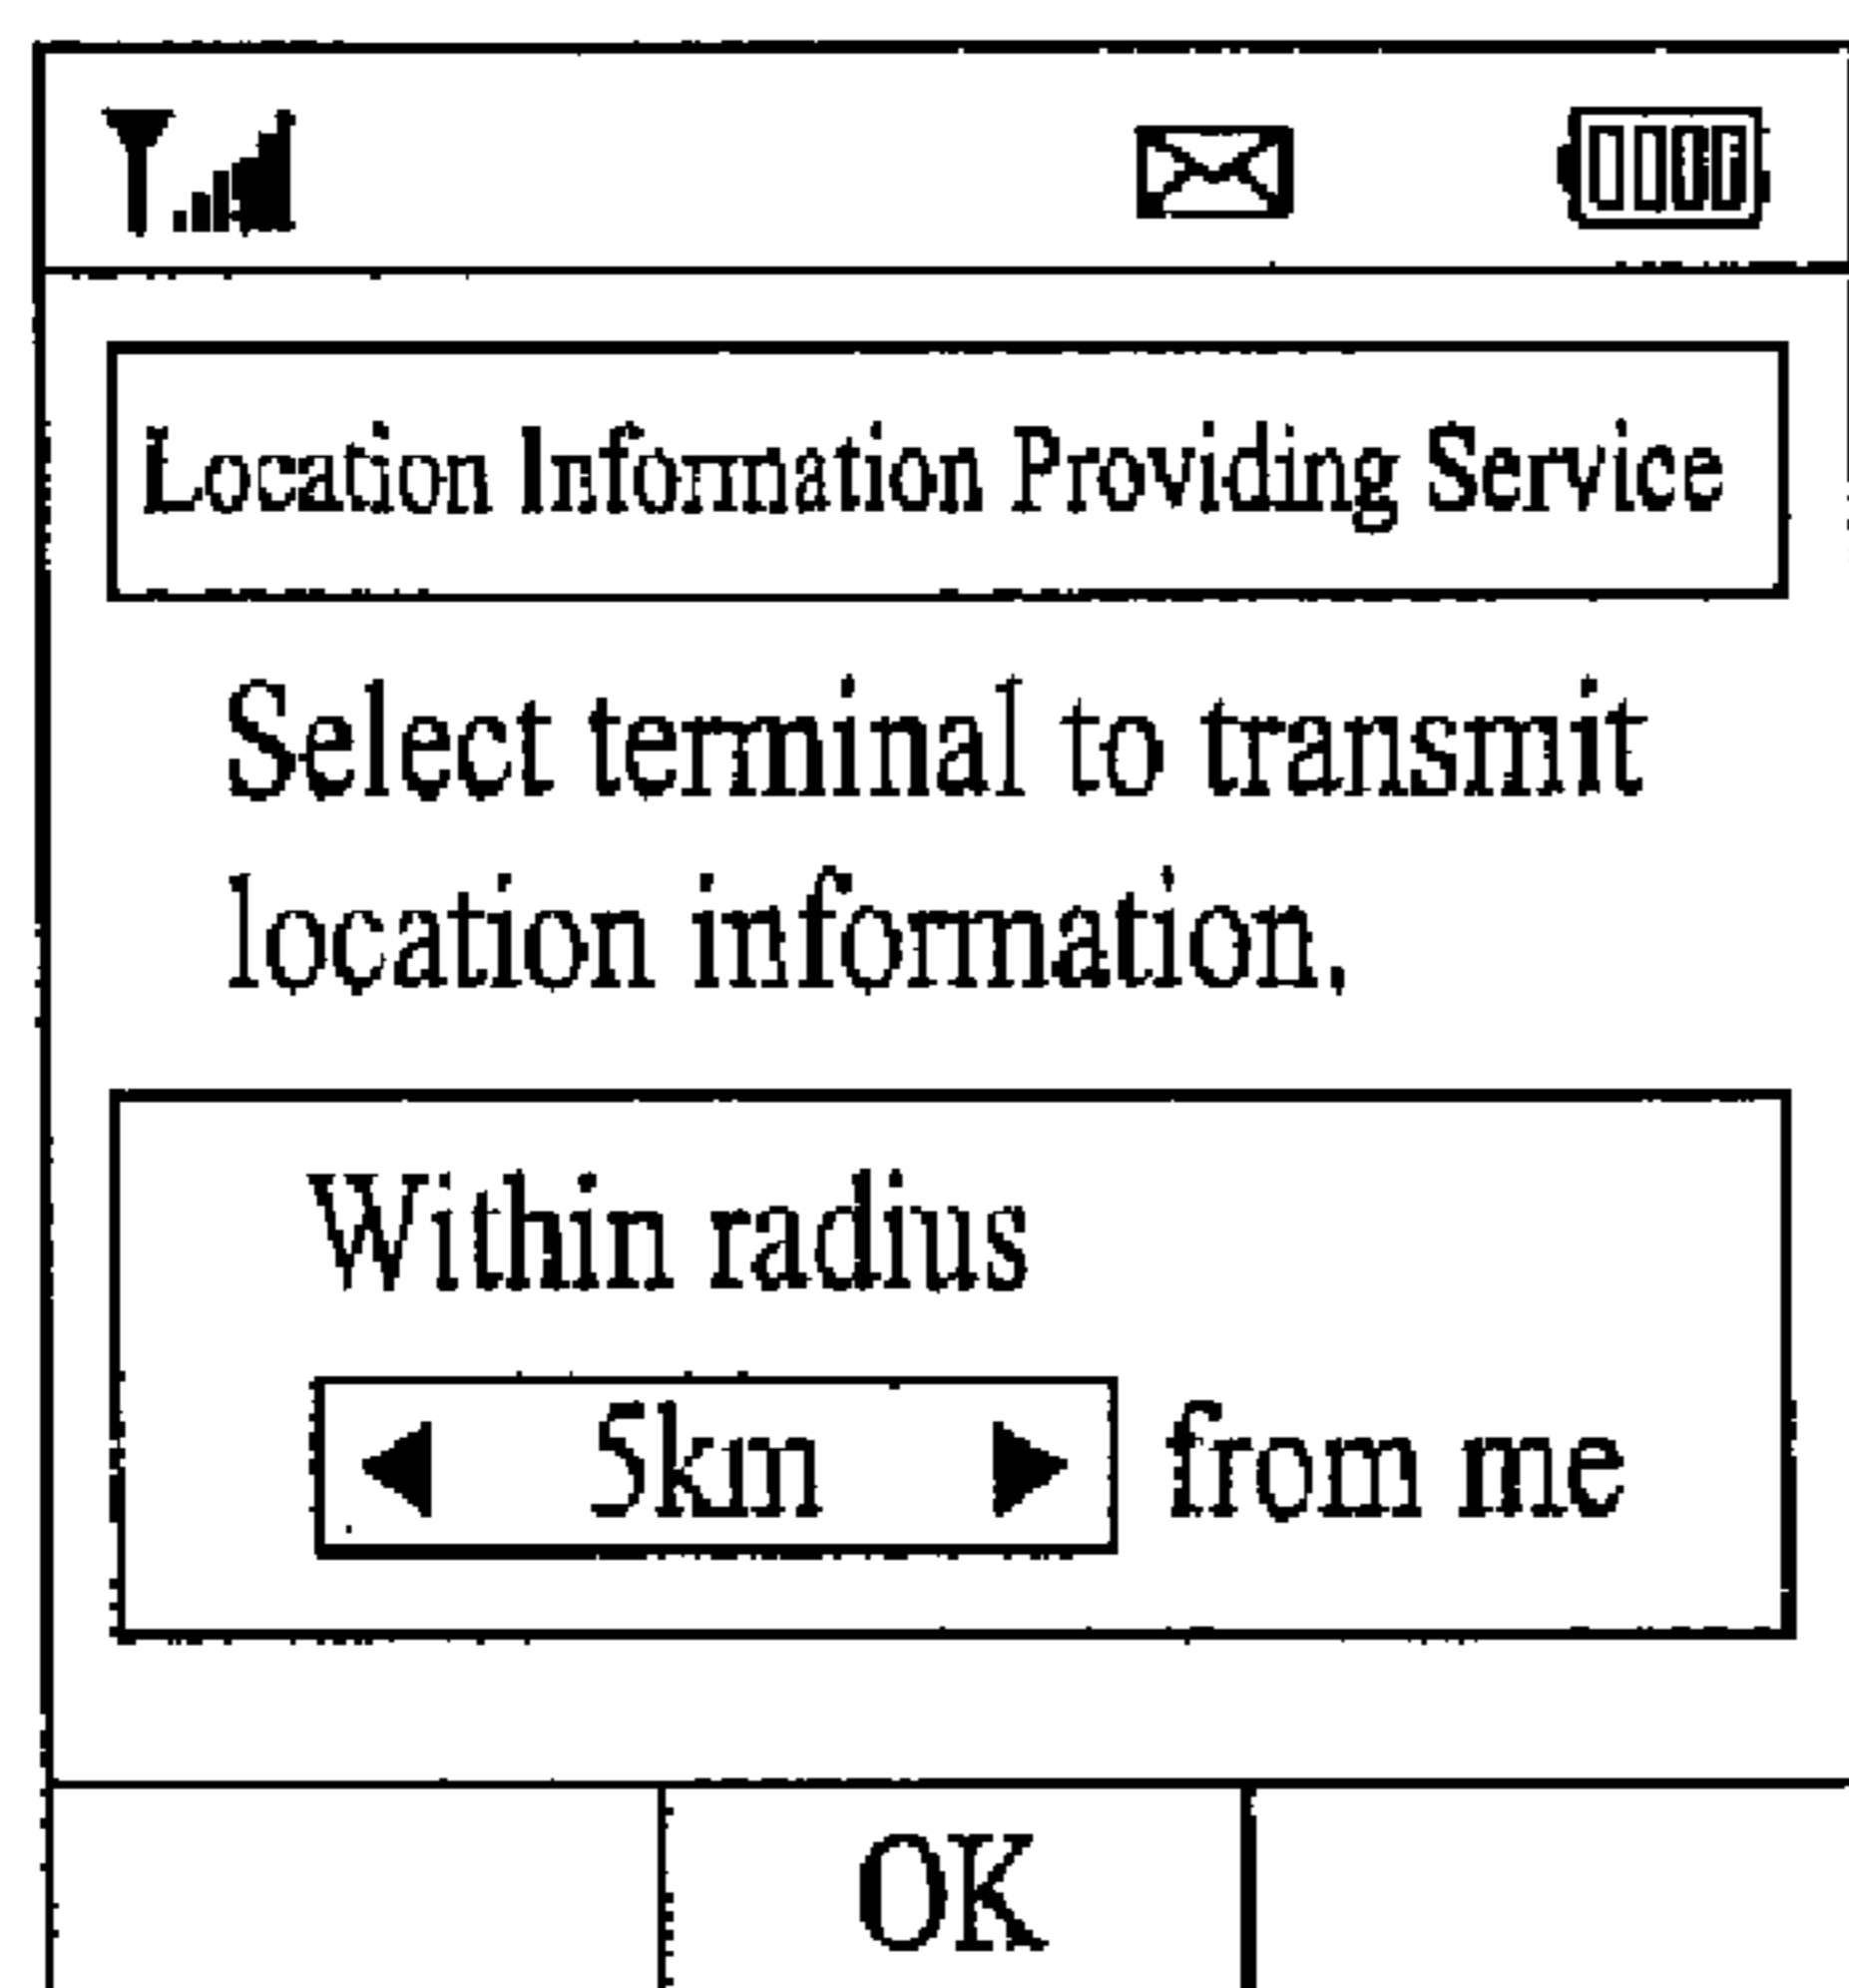 Location Information Providing Service
Select terminal to transmit
location information,
Within radius
5km from me
OK